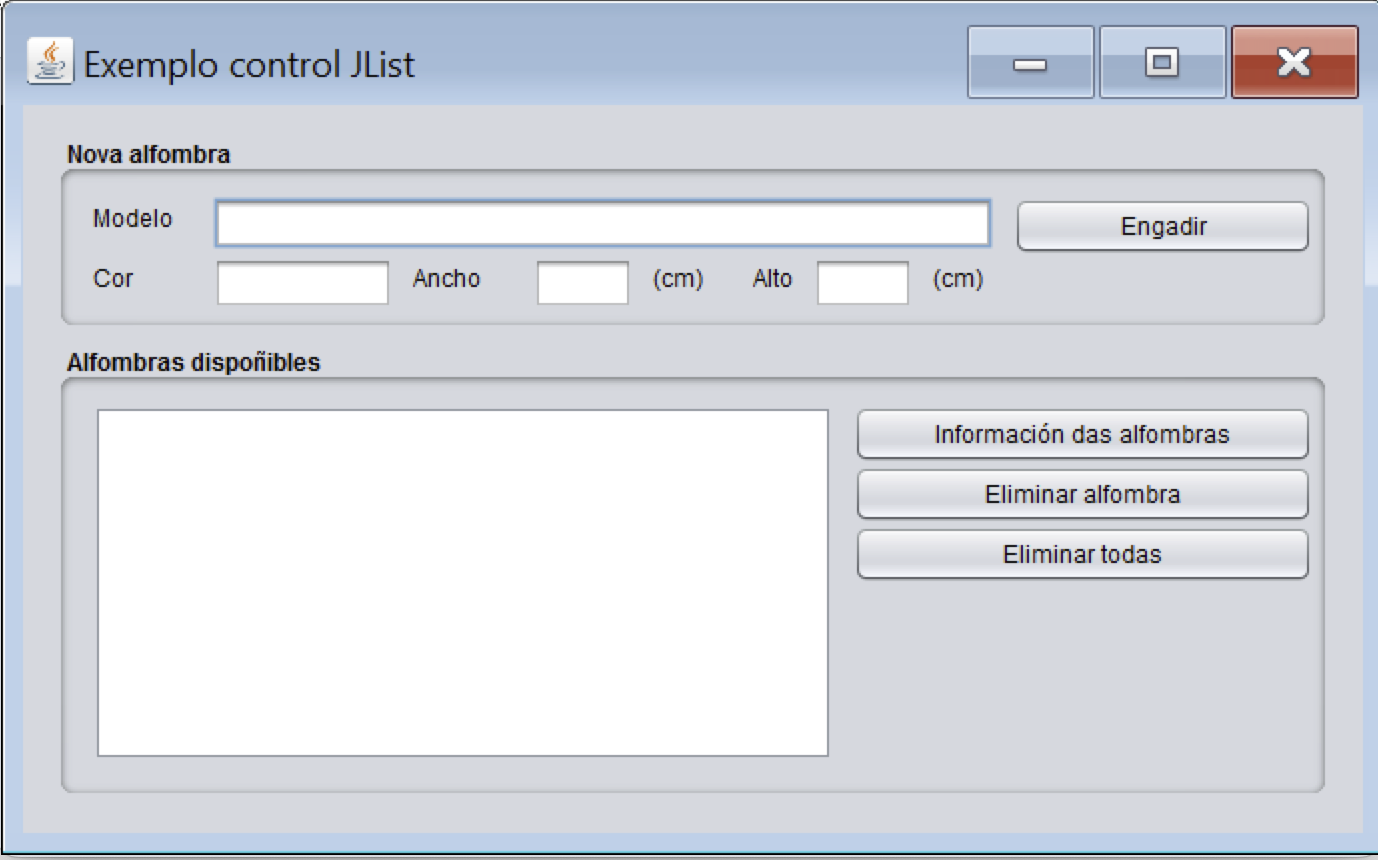 Exemplo control JList
Nova alfombra
Modelo Engadir
Cor Ancho (cm) Alto (cm)
Alfombras dispoñibles
Información das alfombras
Eliminar alfombra
Eliminar todas